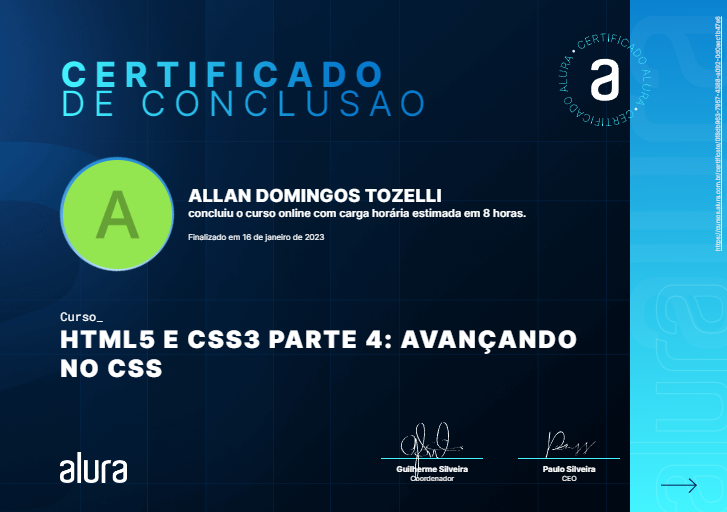 CERTIFICADO
DE CONCLUSAO
CERTIFICADO ALURA • CERTIFICADO ALURA •
a
A
ALLAN DOMINGOS TOZELLI
concluiu o curso online com carga horária estimada em 8 horas.
Finalizado em 16 de janeiro de 2023
Curso_
HTML5 E CSS3 PARTE 4: AVANÇANDO
NO CSS
alura
Guilherme Silveira
Coordenador
Paulo Silveira
CEO
alura